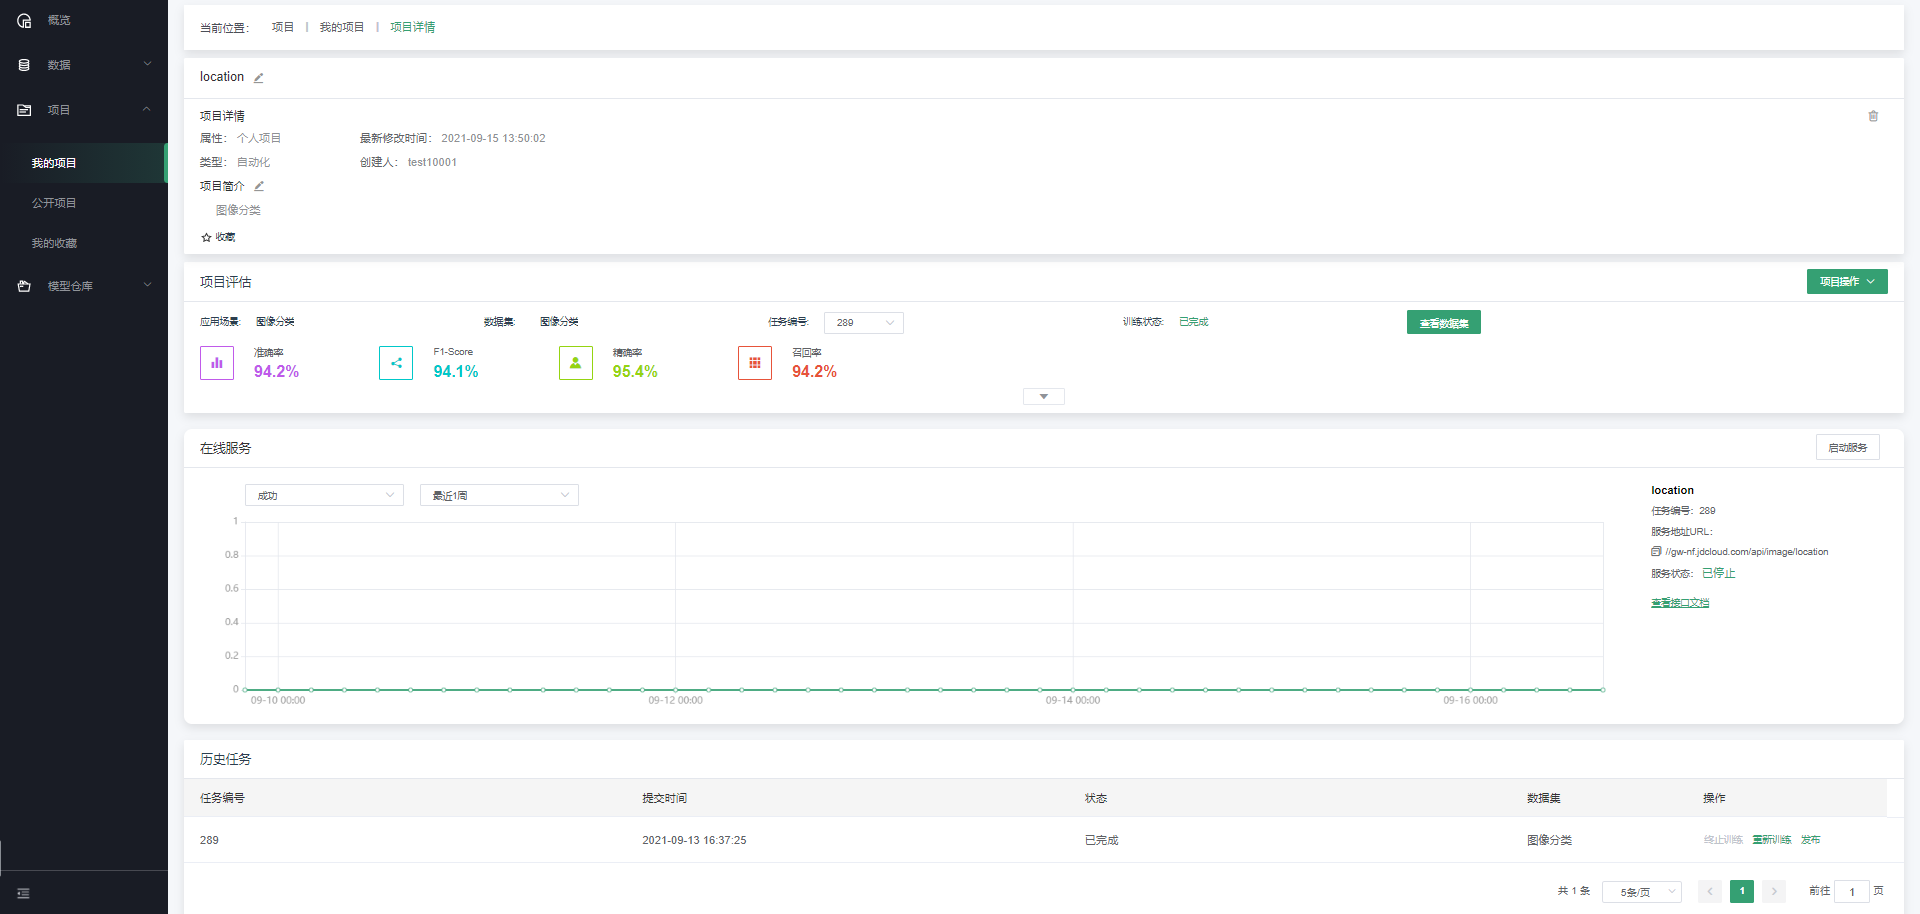 概览
数据
项目
我的项目
公开项目
我的收藏
模型仓库
当前位置： 项目 | 我的项目 | 项目详情
location
项目详情
属性： 个人项目 最新修改时间： 2021-09-15 13:50:02
类型： 自动化 创建人： test10001
项目简介
图像分类
收藏
项目评估 项目操作
应用场景: 图像分类 数据集: 图像分类 任务编号: 289 训练状态: 已完成 查看数据集
准确率 F1-Score 精确率 召回率
94.2% 94.1% 95.4% 94.2%
在线服务 启动服务
成功 最近1周
1
0.8
0.6
0.4
0.2
0
09-10 00:00 09-12 00:00 09-14 00:00 09-16 00:00
location
任务编号: 289
服务地址URL:
//gw-nf.jdcloud.com/api/image/location
服务状态: 已停止
查看接口文档
历史任务
任务编号 提交时间 状态 数据集 操作
289 2021-09-13 16:37:25 已完成 图像分类 终止训练 重新训练 发布
共 1 条 5条/页 < 1 > 前往 1 页